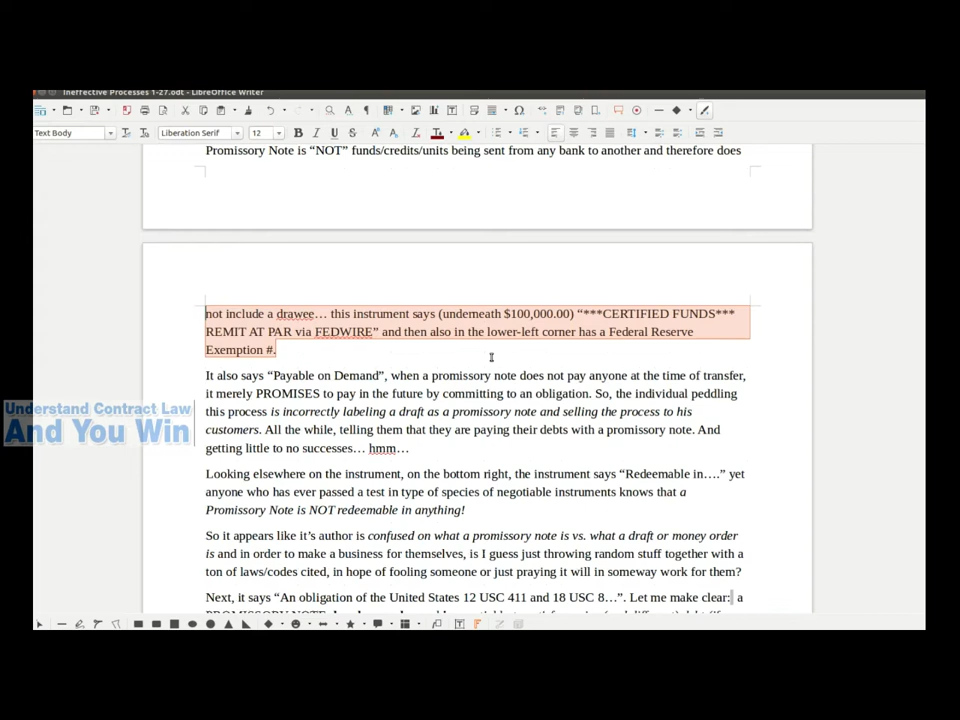 Ineffective Processes 1-27.odt - LibreOffice Writer
Text Body
Liberation Serif
12
Promissory Note is “NOT” funds/credits/units being sent from any bank to another and therefore does
not include a drawee… this instrument says (underneath $100,000.00) “***CERTIFIED FUNDS***
REMIT AT PAR via FEDWIRE” and then also in the lower-left corner has a Federal Reserve
Exemption #.
It also says “Payable on Demand”, when a promissory note does not pay anyone at the time of transfer,
it merely PROMISES to pay in the future by committing to an obligation. So, the individual peddling
this process is incorrectly labeling a draft as a promissory note and selling the process to his
customers. All the while, telling them that they are paying their debts with a promissory note. And
getting little to no successes… hmm…
Understand Contract Law
And You Win
Looking elsewhere on the instrument, on the bottom right, the instrument says “Redeemable in….” yet
anyone who has ever passed a test in type of species of negotiable instruments knows that a
Promissory Note is NOT redeemable in anything!
So it appears like it’s author is confused on what a promissory note is vs. what a draft or money order
is and in order to make a business for themselves, is I guess just throwing random stuff together with a
ton of laws/codes cited, in hope of fooling someone or just praying it will in someway work for them?
Next, it says “An obligation of the United States 12 USC 411 and 18 USC 8…”. Let me make clear: a